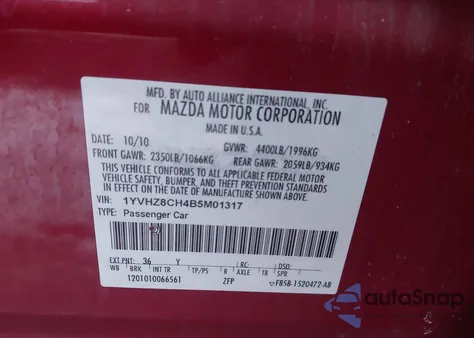 MFD. BY AUTO ALLIANCE INTERNATIONAL, INC.
FOR MAZDA MOTOR CORPORATION
MADE IN U.S.A.
DATE: 10/10 GVWR: 4400LB/1996KG
FRONT GAWR: 2350LB/1066KG REAR GAWR: 2059LB/934KG
THIS VEHICLE CONFORMS TO ALL APPLICABLE FEDERAL MOTOR
VEHICLE SAFETY, BUMPER, AND THEFT PREVENTION STANDARDS
IN EFFECT ON THE DATE OF MANUFACTURE SHOWN ABOVE.
VIN: 1YVHZ8CH4B5M01317
TYPE: Passenger Car
EXT PNT: 36 Y RC: DSO:
WB BRK INT TR TP/PS R AXLE TR SPR
1201010066561 ZFP F85B-1520472-AB
autoSnap